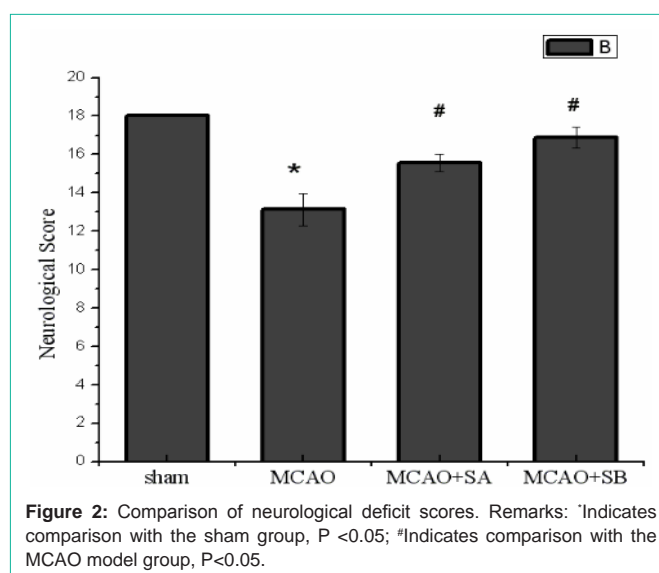 B
20
18
16
14
12
10
8
6
4
2
0
Neurological Score
*
#
#
sham MCAO MCAO+SA MCAO+SB
Figure 2: Comparison of neurological deficit scores. Remarks: *Indicates
comparison with the sham group, P <0.05; #Indicates comparison with the
MCAO model group, P<0.05.